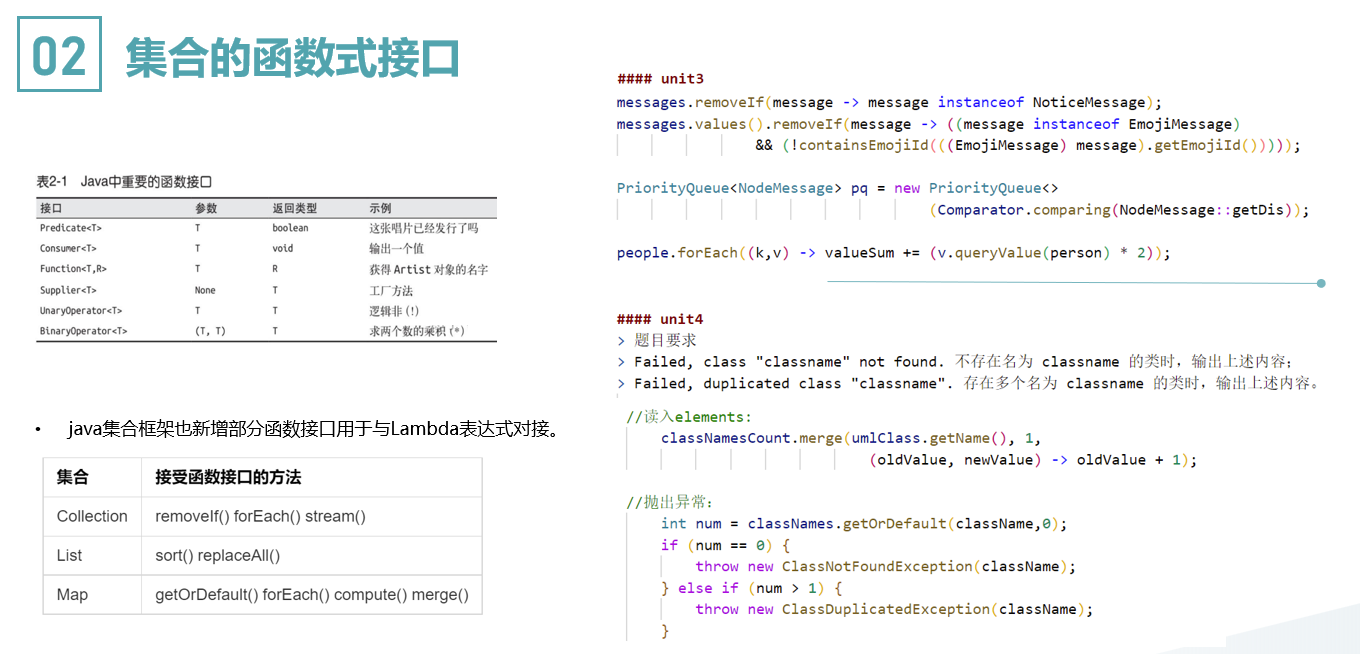 02 集合的函数式接口
表2-1 Java中重要的函数接口
接口 参数 返回类型 示例
Predicate<T> T boolean 这张唱片已经发行了吗
Consumer<T> T void 输出一个值
Function<T,R> T R 获得 Artist 对象的名字
Supplier<T> None T 工厂方法
UnaryOperator<T> T T 逻辑非 (!)
BinaryOperator<T> (T, T) T 求两个数的乘积 (*)
• java集合框架也新增部分函数接口用于与Lambda表达式对接。
集合 接受函数接口的方法
Collection removeIf() forEach() stream()
List sort() replaceAll()
Map getOrDefault() forEach() compute() merge()
#### unit3
messages.removeIf(message -> message instanceof NoticeMessage);
messages.values().removeIf(message -> ((message instanceof EmojiMessage)
&& (!containsEmojiId(((EmojiMessage) message).getEmojiId()))));
PriorityQueue<NodeMessage> pq = new PriorityQueue<>
(Comparator.comparing(NodeMessage::getDis));
people.forEach((k,v) -> valueSum += (v.queryValue(person) * 2));
#### unit4
> 题目要求
> Failed, class "classname" not found. 不存在名为 classname 的类时，输出上述内容；
> Failed, duplicated class "classname". 存在多个名为 classname 的类时，输出上述内容。
//读入elements:
classNamesCount.merge(umlClass.getName(), 1,
(oldValue, newValue) -> oldValue + 1);
//抛出异常：
int num = classNames.getOrDefault(className,0);
if (num == 0) {
throw new ClassNotFoundException(className);
} else if (num > 1) {
throw new ClassDuplicatedException(className);
}